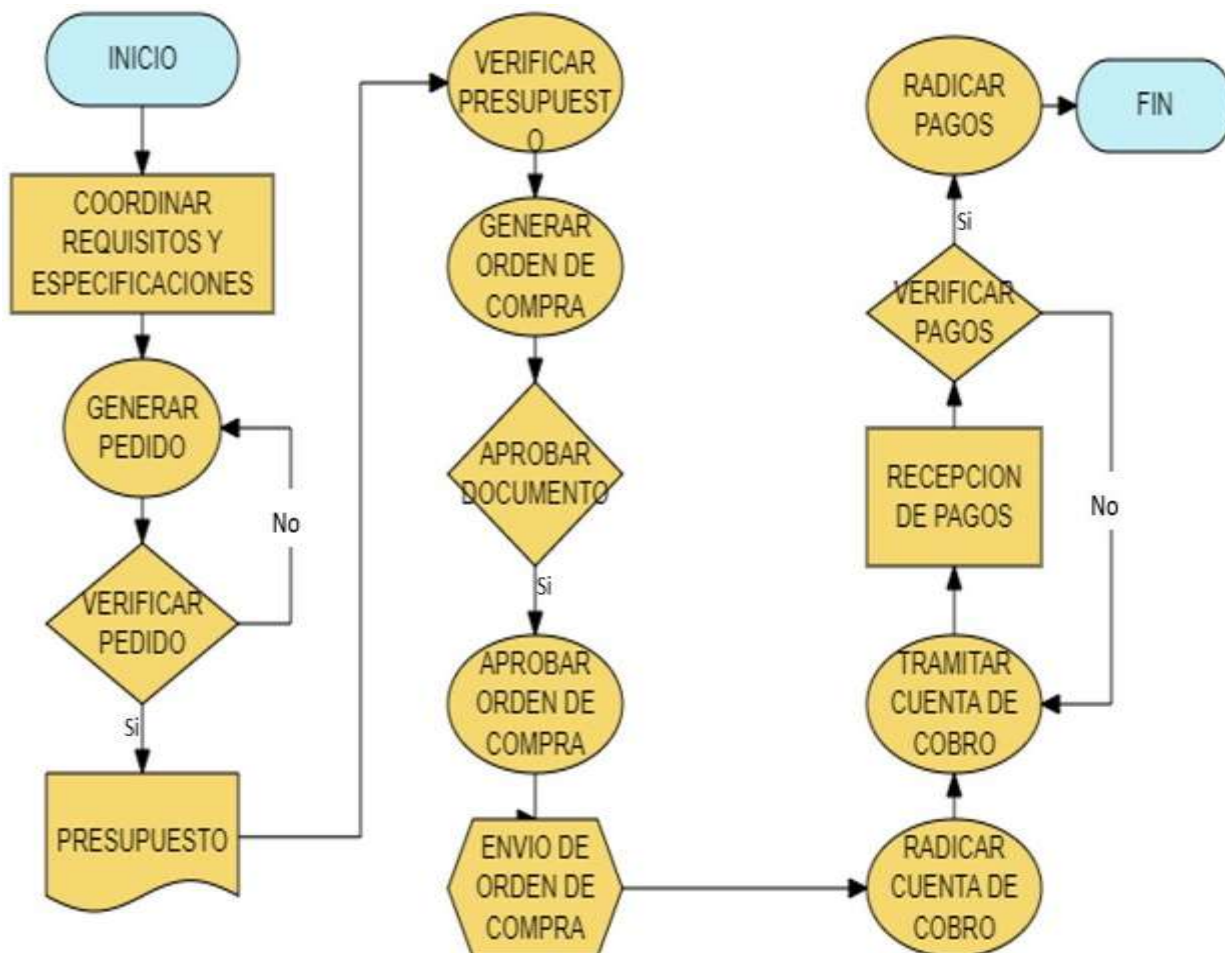 INICIO
COORDINAR
REQUISITOS Y
ESPECIFICACIONES
GENERAR
PEDIDO
No
VERIFICAR
PEDIDO
Si
PRESUPUESTO
VERIFICAR
PRESUPUEST
O
GENERAR
ORDEN DE
COMPRA
APROBAR
DOCUMENTO
Si
APROBAR
ORDEN DE
COMPRA
ENVIO DE
ORDEN DE
COMPRA
RADICAR
CUENTA DE
COBRO
TRAMITAR
CUENTA DE
COBRO
RECEPCION
DE PAGOS
No
VERIFICAR
PAGOS
Si
RADICAR
PAGOS
FIN